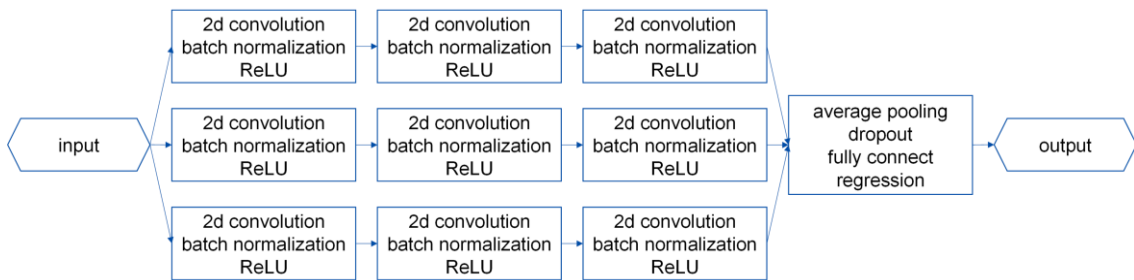 2d convolution
batch normalization
ReLU
2d convolution
batch normalization
ReLU
2d convolution
batch normalization
ReLU
input
2d convolution
batch normalization
ReLU
2d convolution
batch normalization
ReLU
2d convolution
batch normalization
ReLU
2d convolution
batch normalization
ReLU
2d convolution
batch normalization
ReLU
2d convolution
batch normalization
ReLU
average pooling
dropout
fully connect
regression
output